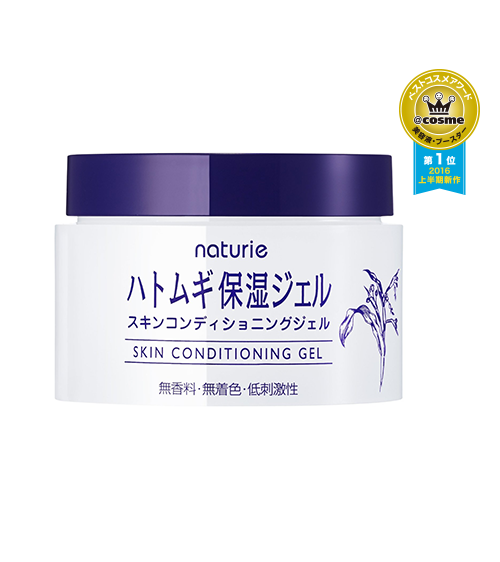 ベストコスメアワード
@cosme
美容液・ブースター
第1位
2016
上半期新作
naturie
ハトムギ保湿ジェル
スキンコンディショニングジェル
SKIN CONDITIONING GEL
無香料・無着色・低刺激性